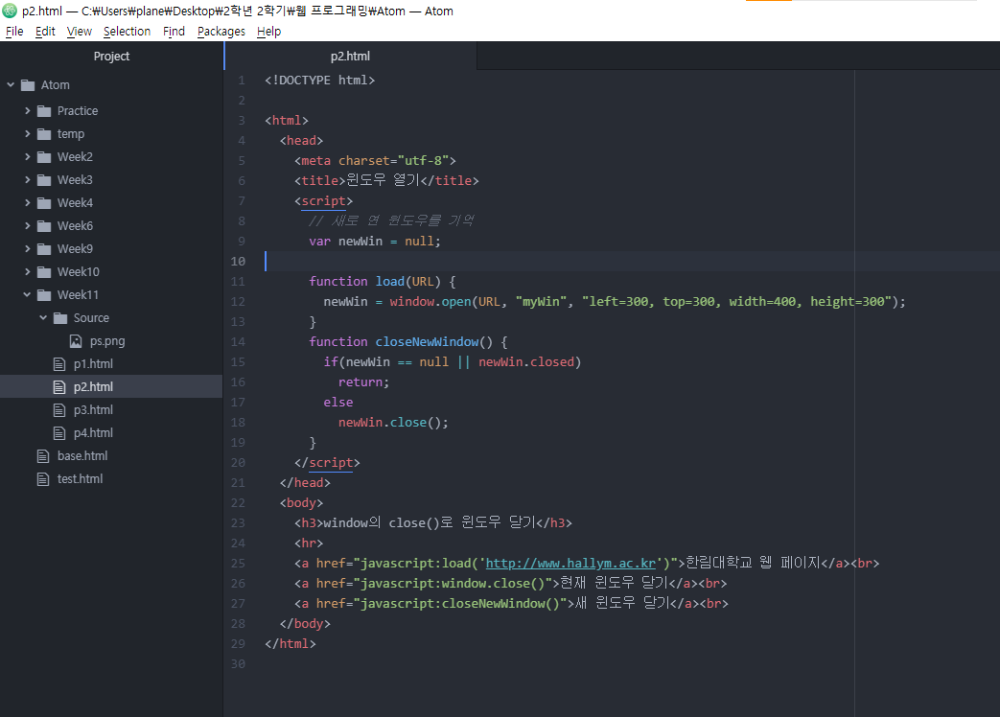 p2.html — C:₩Users₩plane₩Desktop₩2학년 2학기₩웹 프로그래밍₩Atom — Atom
File Edit View Selection Find Packages Help
Project
Atom
Practice
temp
Week2
Week3
Week4
Week6
Week9
Week10
Week11
Source
ps.png
p1.html
p2.html
p3.html
p4.html
base.html
test.html
p2.html
1 <!DOCTYPE html>
2
3 <html>
4 <head>
5 <meta charset="utf-8">
6 <title>윈도우 열기</title>
7 <script>
8 // 새로 연 윈도우를 기억
9 var newWin = null;
10
11 function load(URL) {
12 newWin = window.open(URL, "myWin", "left=300, top=300, width=400, height=300");
13 }
14 function closeNewWindow() {
15 if(newWin == null || newWin.closed)
16 return;
17 else
18 newWin.close();
19 }
20 </script>
21 </head>
22 <body>
23 <h3>window의 close()로 윈도우 닫기</h3>
24 <hr>
25 <a href="javascript:load('http://www.hallym.ac.kr')">한림대학교 웹 페이지</a><br>
26 <a href="javascript:window.close()">현재 윈도우 닫기</a><br>
27 <a href="javascript:closeNewWindow()">새 윈도우 닫기</a><br>
28 </body>
29 </html>
30